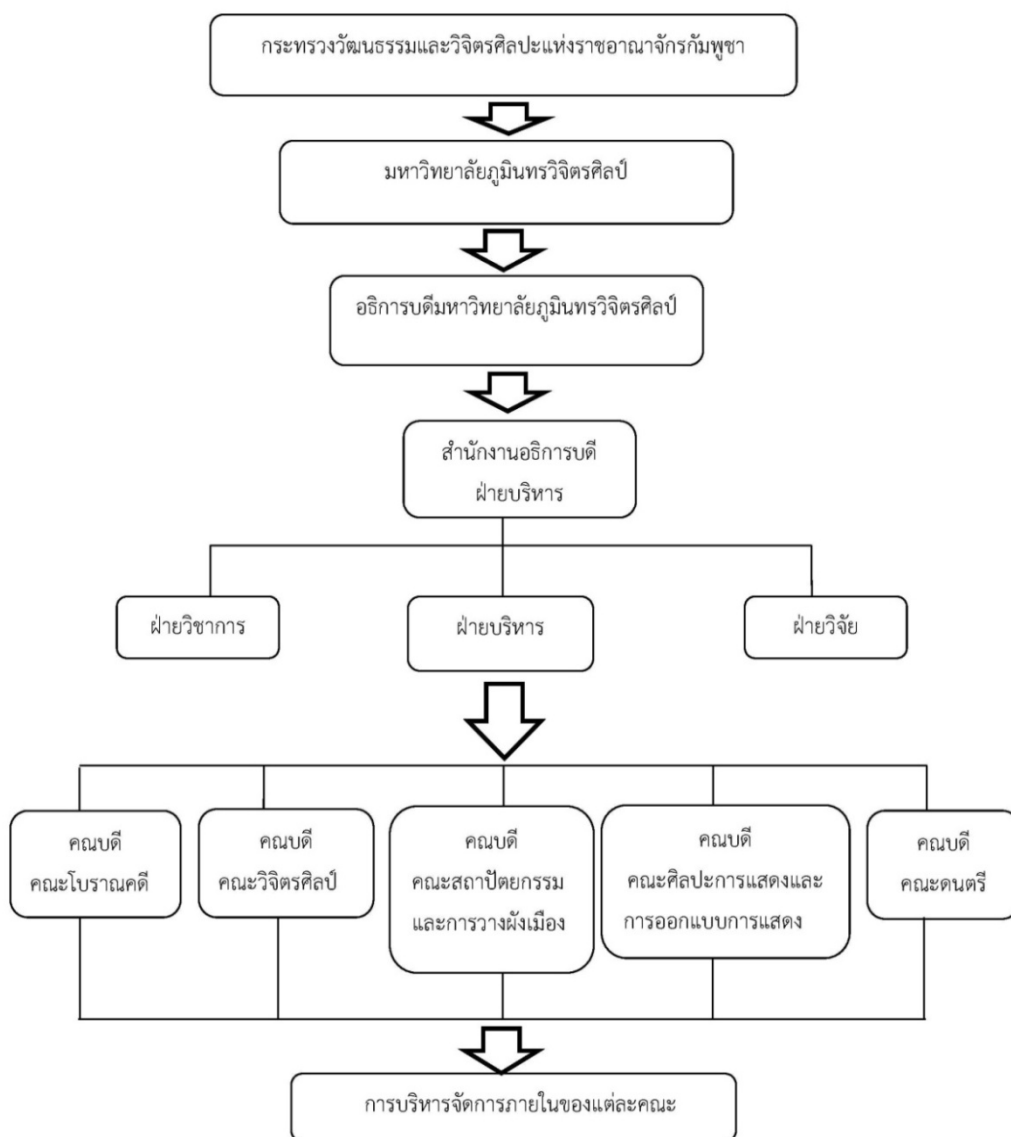 กระทรวงวัฒนธรรมและวิจิตรศิลปะแห่งราชอาณาจักรกัมพูชา
มหาวิทยาลัยภูมินทรวิจิตรศิลป์
อธิการบดีมหาวิทยาลัยภูมินทรวิจิตรศิลป์
สำนักงานอธิการบดี
ฝ่ายบริหาร
ฝ่ายวิชาการ
ฝ่ายบริหาร
ฝ่ายวิจัย
คณบดี
คณะโบราณคดี
คณบดี
คณะวิจิตรศิลป์
คณบดี
คณะสถาปัตยกรรม
และการวางผังเมือง
คณบดี
คณะศิลปะการแสดงและ
การออกแบบการแสดง
คณบดี
คณะดนตรี
การบริหารจัดการภายในของแต่ละคณะ